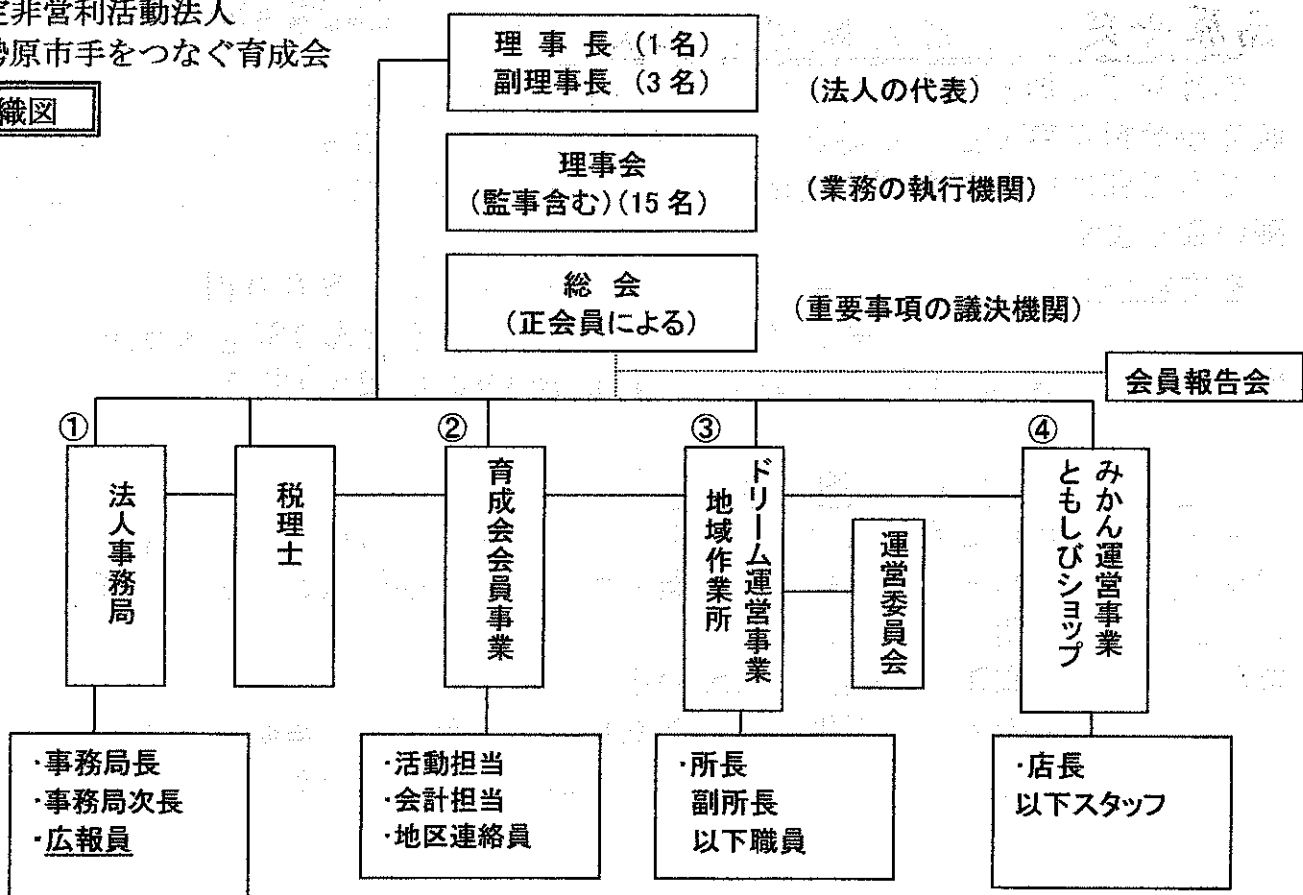 定非営利活動法人
勢原市手をつなぐ育成会
織図
理 事 長 (1名)
副理事長 (3名)
(法人の代表)
理事会
(監事含む)(15名)
(業務の執行機関)
総 会
(正会員による)
(重要事項の議決機関)
会員報告会
①
法人事務局
税理士
②
育成会会員事業
③
ドリーム運営事業
地域作業所
運営委員会
④
みかん運営事業
ともしびショップ
・事務局長
・事務局次長
・広報員
・活動担当
・会計担当
・地区連絡員
・所長
副所長
以下職員
・店長
以下スタッフ